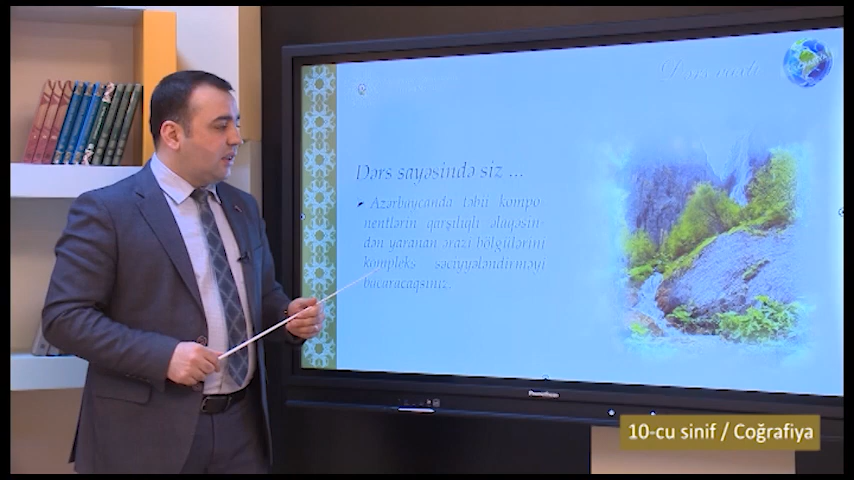 Dərs sayəsində siz ...
Azərbaycanda təbii kompo
nentlərin qarşılıqlı əlaqəsin-
dən yaranan ərazi bölgülərini
kompleks səciyyələndirməyi
bacaracaqsınız.
Promethean
10-cu sinif / Coğrafiya